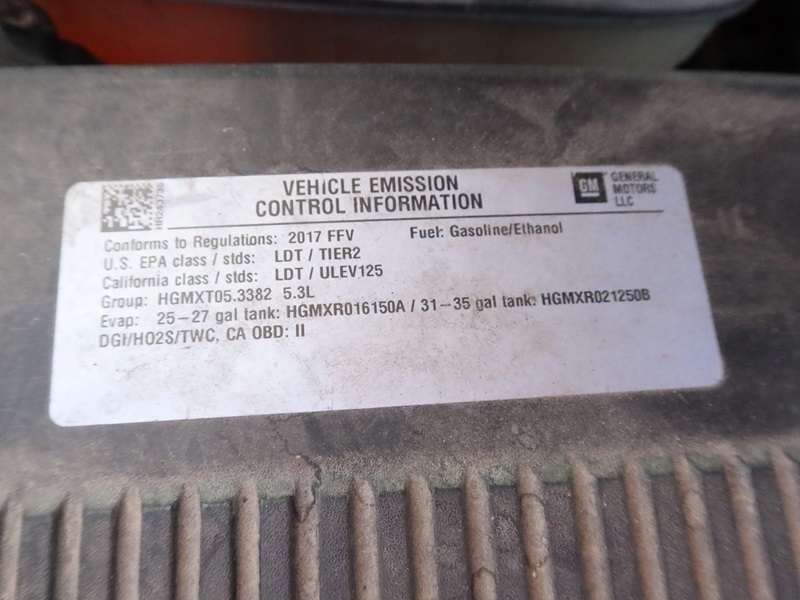 VEHICLE EMISSION
CONTROL INFORMATION
GM
GENERAL
MOTORS
LLC
HR243736
Conforms to Regulations: 2017 FFV Fuel: Gasoline/Ethanol
U.S. EPA class / stds: LDT / TIER2
California class / stds: LDT / ULEV125
Group: HGMXT05.3382 5.3L
Evap: 25-27 gal tank: HGMXR016150A / 31-35 gal tank: HGMXR021250B
DGI/HO2S/TWC, CA OBD: II